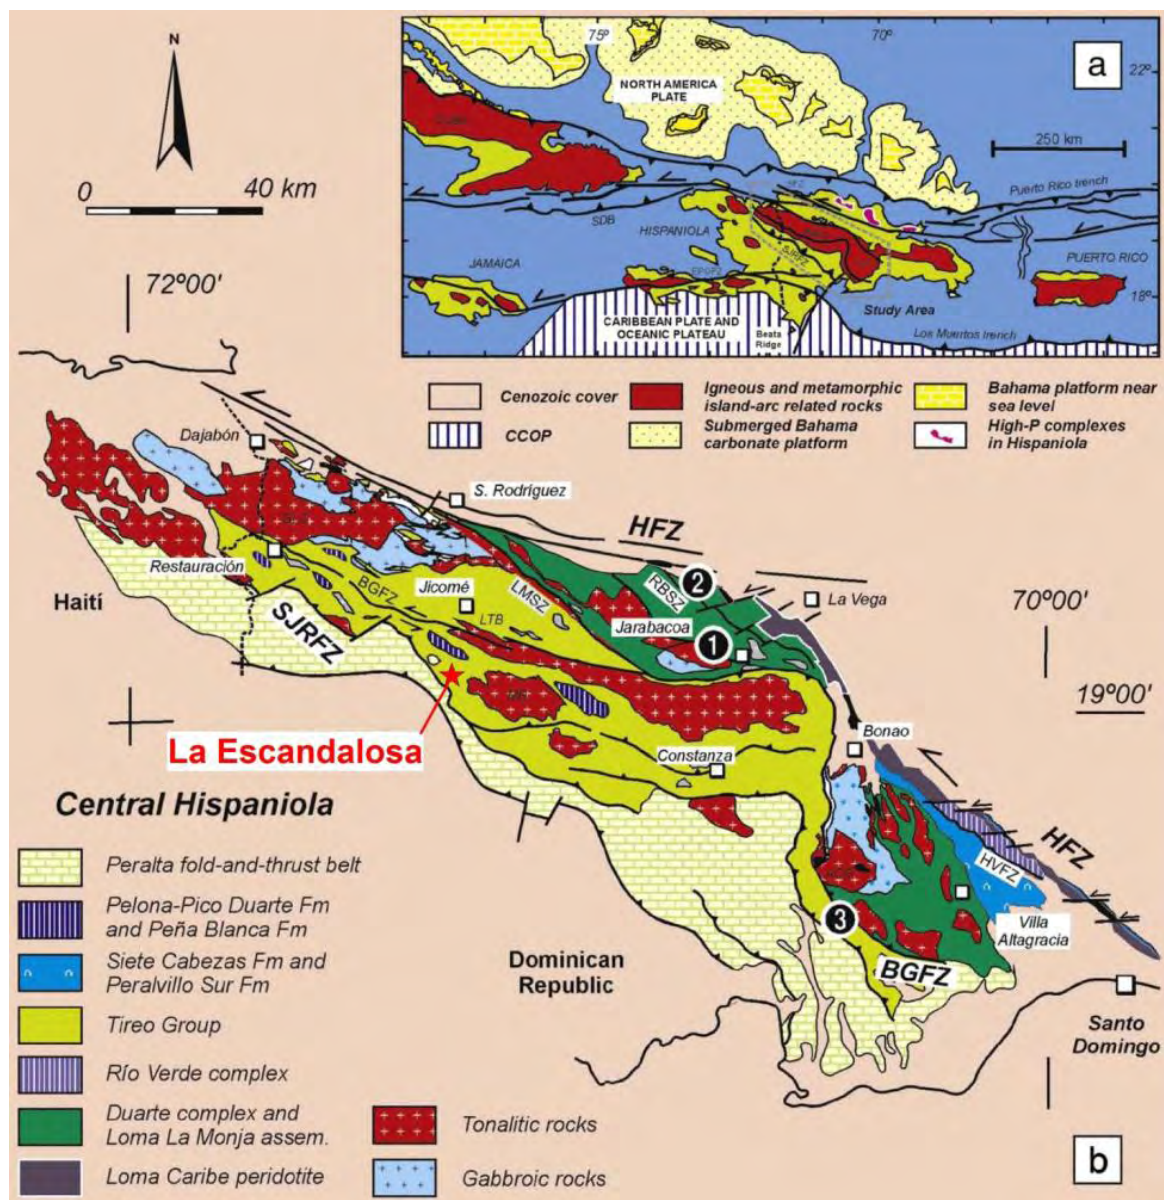 N
0
40 km
72º00'
75º
70º
a
22º
NORTH AMERICA
PLATE
250 km
Puerto Rico trench
SDB
HISPANIOLA
SJRFZ
JAMAICA
PUERTO RICO
18º
Study Area
CARIBBEAN PLATE AND
OCEANIC PLATEAU
Beata
Ridge
Los Muertos trench
Cenozoic cover
Igneous and metamorphic
island-arc related rocks
Bahama platform near
sea level
CCOP
Submerged Bahama
carbonate platform
High-P complexes
in Hispaniola
Dajabón
S. Rodríguez
HFZ
Restauración
BGFZ
Jicomé
LMSZ
RBSZ
2
La Vega
70º00'
Haití
SJRFZ
LTB
Jarabacoa
1
19º00'
La Escandalosa
Constanza
Bonao
Central Hispaniola
HFZ
HVFZ
Peralta fold-and-thrust belt
Pelona-Pico Duarte Fm
and Peña Blanca Fm
3
Villa
Altagracia
Siete Cabezas Fm and
Peralvillo Sur Fm
Dominican
Republic
BGFZ
Tireo Group
Santo
Domingo
Río Verde complex
Duarte complex and
Loma La Monja assem.
Tonalitic rocks
Loma Caribe peridotite
Gabbroic rocks
b